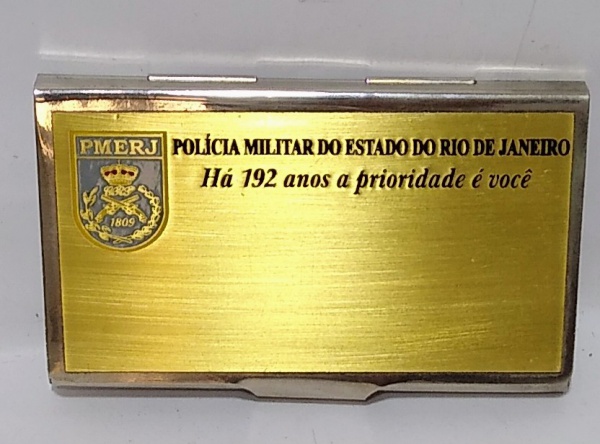 PMERJ
1809
POLÍCIA MILITAR DO ESTADO DO RIO DE JANEIRO
Há 192 anos a prioridade é você